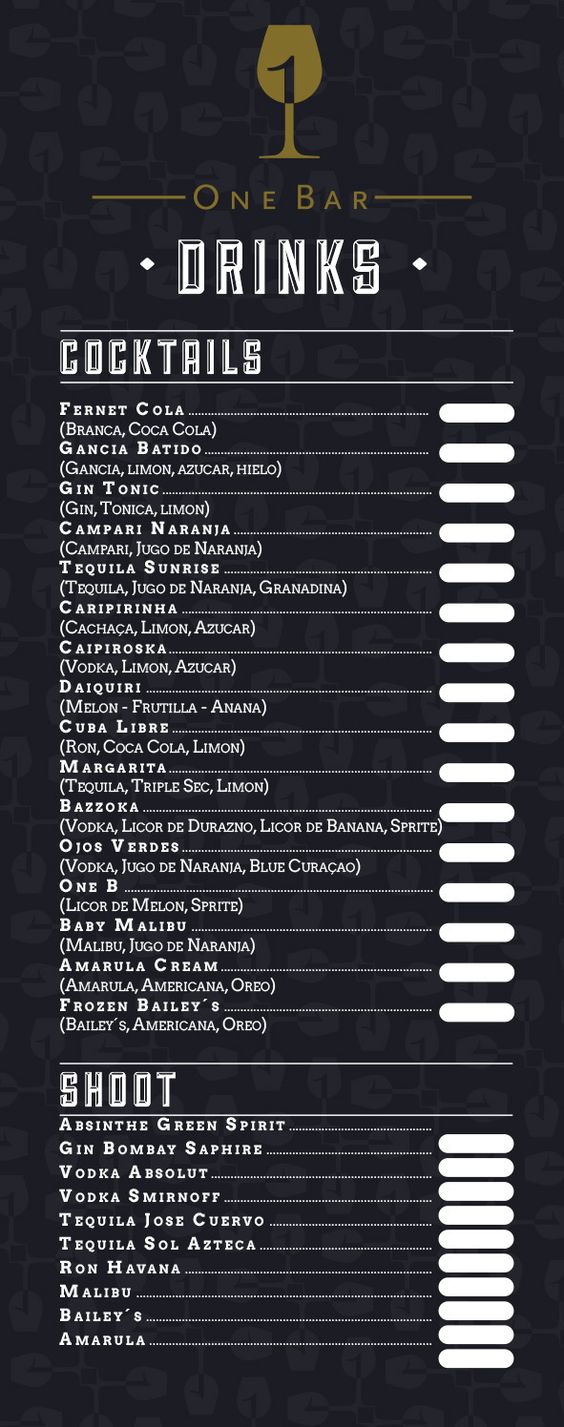 1
One Bar
DRINKS
COCKTAILS
Fernet Cola
(Branca, Coca Cola)
Gancia Batido
(Gancia, limon, azucar, hielo)
Gin Tonic
(Gin, Tonica, limon)
Campari Naranja
(Campari, Jugo de Naranja)
Tequila Sunrise
(Tequila, Jugo de Naranja, Granadina)
Caripirinha
(Cachaça, Limon, Azucar)
Caipiroska
(Vodka, Limon, Azucar)
Daiquiri
(Melon - Frutilla - Anana)
Cuba Libre
(Ron, Coca Cola, Limon)
Margarita
(Tequila, Triple Sec, Limon)
Bazzoka
(Vodka, Licor de Durazno, Licor de Banana, Sprite)
Ojos Verdes
(Vodka, Jugo de Naranja, Blue Curaçao)
One B
(Licor de Melon, Sprite)
Baby Malibu
(Malibu, Jugo de Naranja)
Amarula Cream
(Amarula, Americana, Oreo)
Frozen Bailey´s
(Bailey´s, Americana, Oreo)
SHOOT
Absinthe Green Spirit
Gin Bombay Saphire
Vodka Absolut
Vodka Smirnoff
Tequila Jose Cuervo
Tequila Sol Azteca
Ron Havana
Malibu
Bailey´s
Amarula